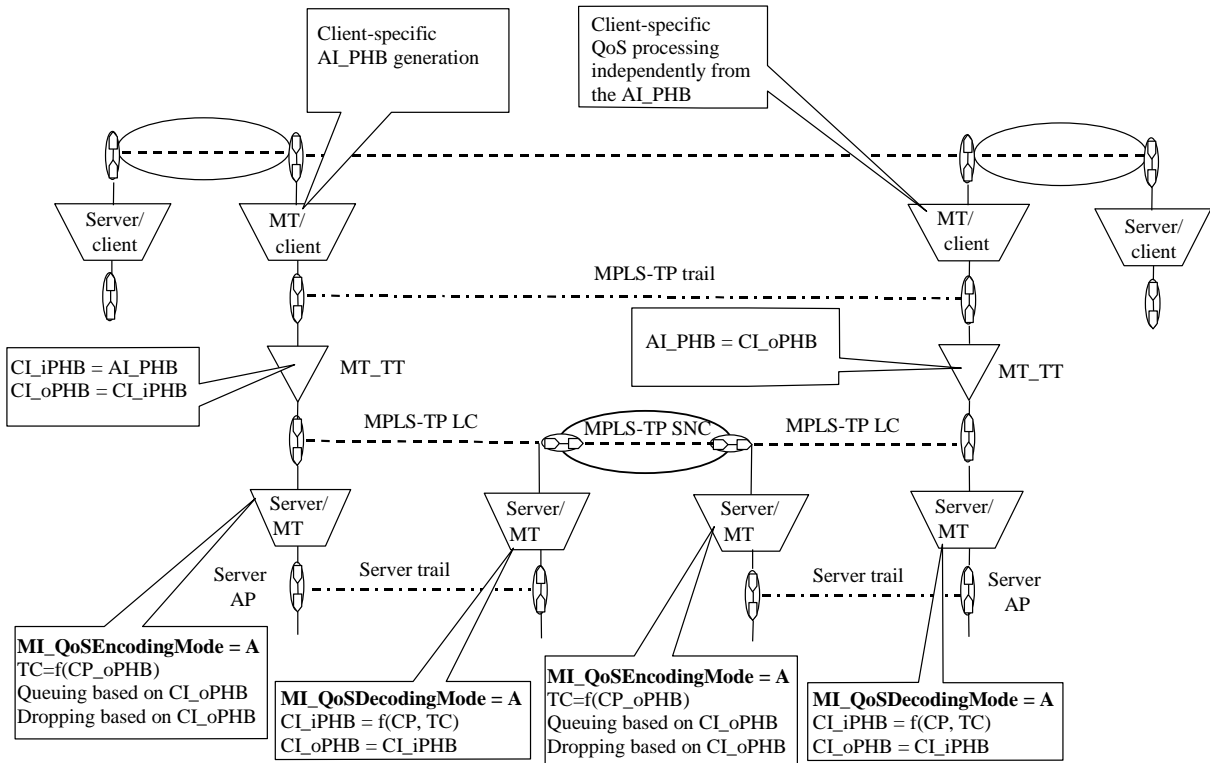 Client-specific
AI_PHB generation
Client-specific
QoS processing
independently from
the AI_PHB
Server/
client
MT/
client
MT/
client
Server/
client
MPLS-TP trail
CI_iPHB = AI_PHB
CI_oPHB = CI_iPHB
MT_TT
AI_PHB = CI_oPHB
MT_TT
MPLS-TP LC
MPLS-TP SNC
MPLS-TP LC
Server/
MT
Server/
MT
Server/
MT
Server/
MT
Server
AP
Server trail
Server trail
Server
AP
MI_QoSEncodingMode = A
TC=f(CP_oPHB)
Queuing based on CI_oPHB
Dropping based on CI_oPHB
MI_QoSDecodingMode = A
CI_iPHB = f(CP, TC)
CI_oPHB = CI_iPHB
MI_QoSEncodingMode = A
TC=f(CP_oPHB)
Queuing based on CI_oPHB
Dropping based on CI_oPHB
MI_QoSDecodingMode = A
CI_iPHB = f(CP, TC)
CI_oPHB = CI_iPHB